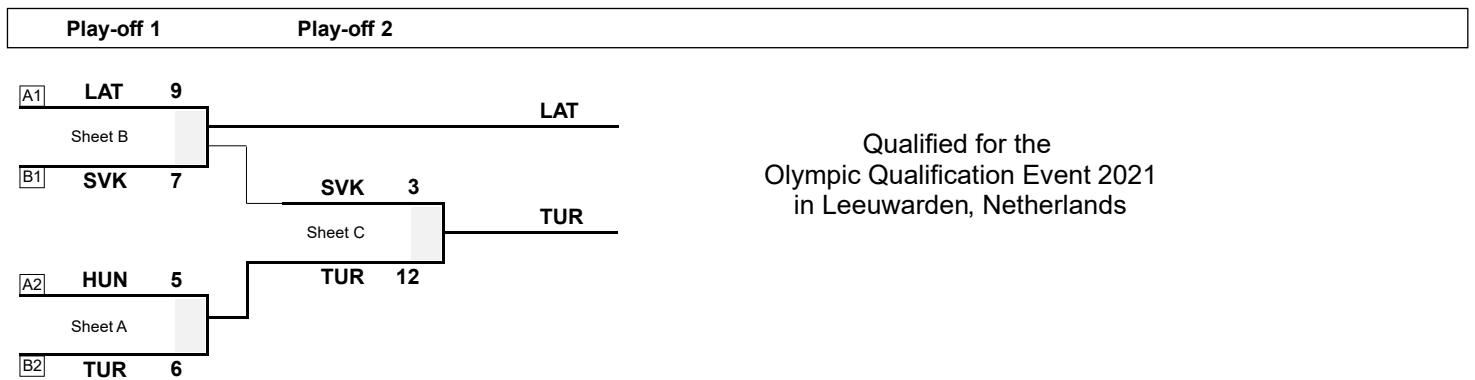 Play-off 1 Play-off 2
A1 LAT 9
LAT
Sheet B
B1 SVK 7
SVK 3
TUR
Sheet C
TUR 12
A2 HUN 5
Sheet A
B2 TUR 6
Qualified for the
Olympic Qualification Event 2021
in Leeuwarden, Netherlands